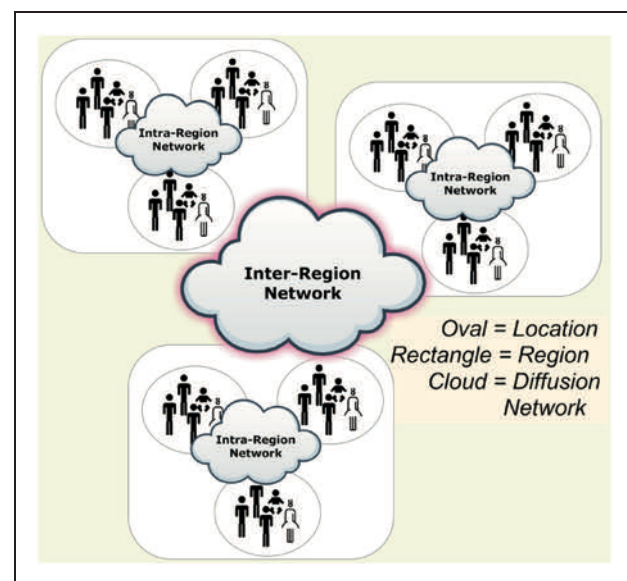 Intra-Region
Network
Intra-Region
Network
Inter-Region
Network
Oval = Location
Rectangle = Region
Cloud = Diffusion
Network
Intra-Region
Network